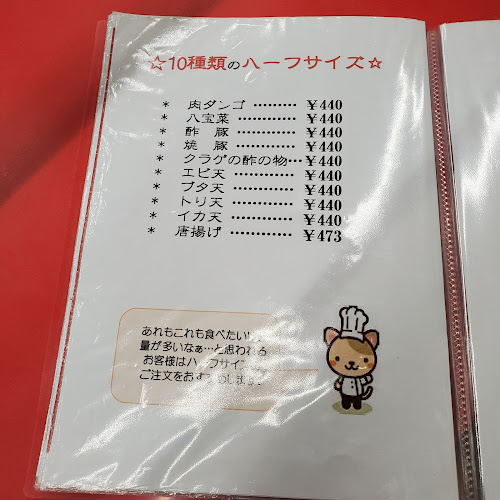 ☆10種類のハーフサイズ☆
* 肉ダンゴ ……… ￥440
* 八宝菜 ………… ￥440
* 酢 豚 ………… ￥440
* 焼 豚 ………… ￥440
* クラゲの酢の物… ￥440
* エビ天 ………… ￥440
* ブタ天 ………… ￥440
* トリ天 ………… ￥440
* イカ天 ………… ￥440
* 唐揚げ ………… ￥473
あれもこれも食べたい
量が多いなぁ…と思われる
お客様はハーフサイ
ご注文をおす